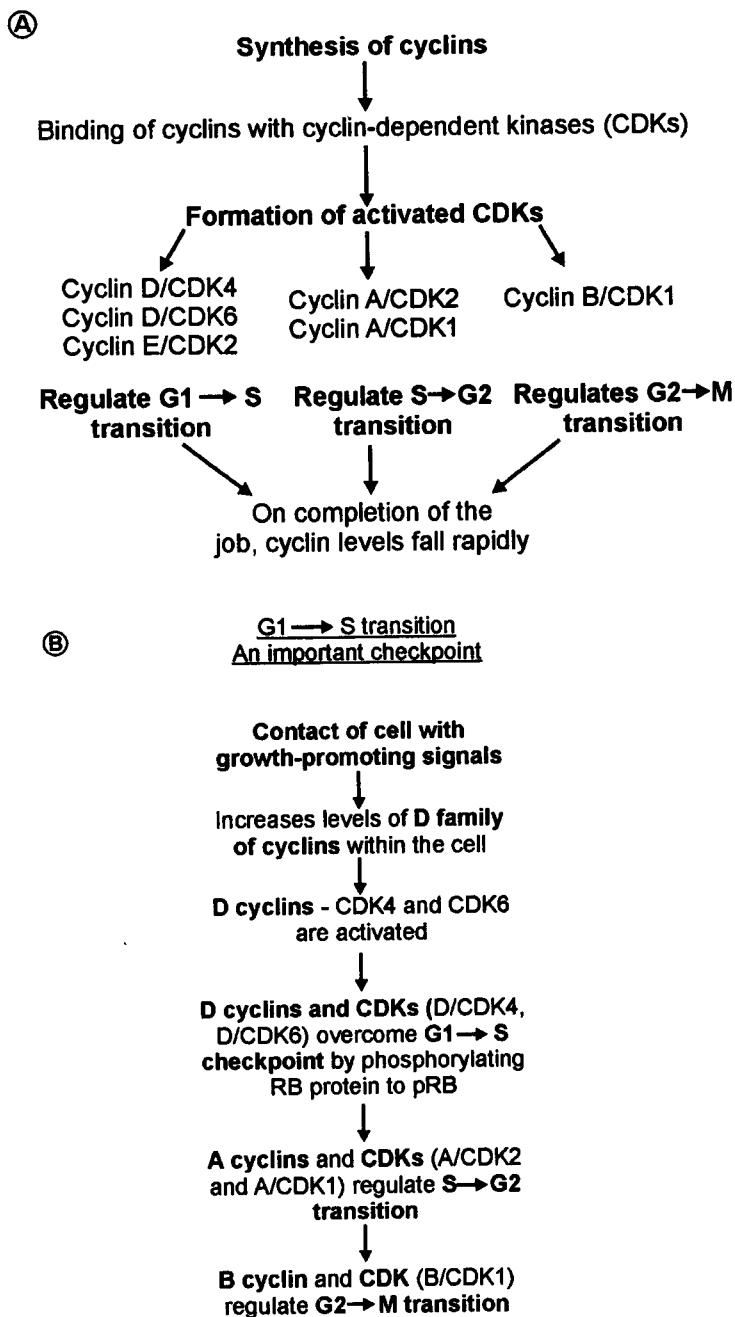 A
Synthesis of cyclins
Binding of cyclins with cyclin-dependent kinases (CDKs)
Formation of activated CDKs
Cyclin D/CDK4
Cyclin D/CDK6
Cyclin E/CDK2
Regulate G1 → S
transition
Cyclin A/CDK2
Cyclin A/CDK1
Regulate S→G2
transition
Cyclin B/CDK1
Regulates G2→M
transition
On completion of the
job, cyclin levels fall rapidly
B
G1 → S transition
An important checkpoint
Contact of cell with
growth-promoting signals
Increases levels of D family
of cyclins within the cell
D cyclins - CDK4 and CDK6
are activated
D cyclins and CDKs (D/CDK4,
D/CDK6) overcome G1 → S
checkpoint by phosphorylating
RB protein to pRB
A cyclins and CDKs (A/CDK2
and A/CDK1) regulate S→G2
transition
B cyclin and CDK (B/CDK1)
regulate G2→M transition